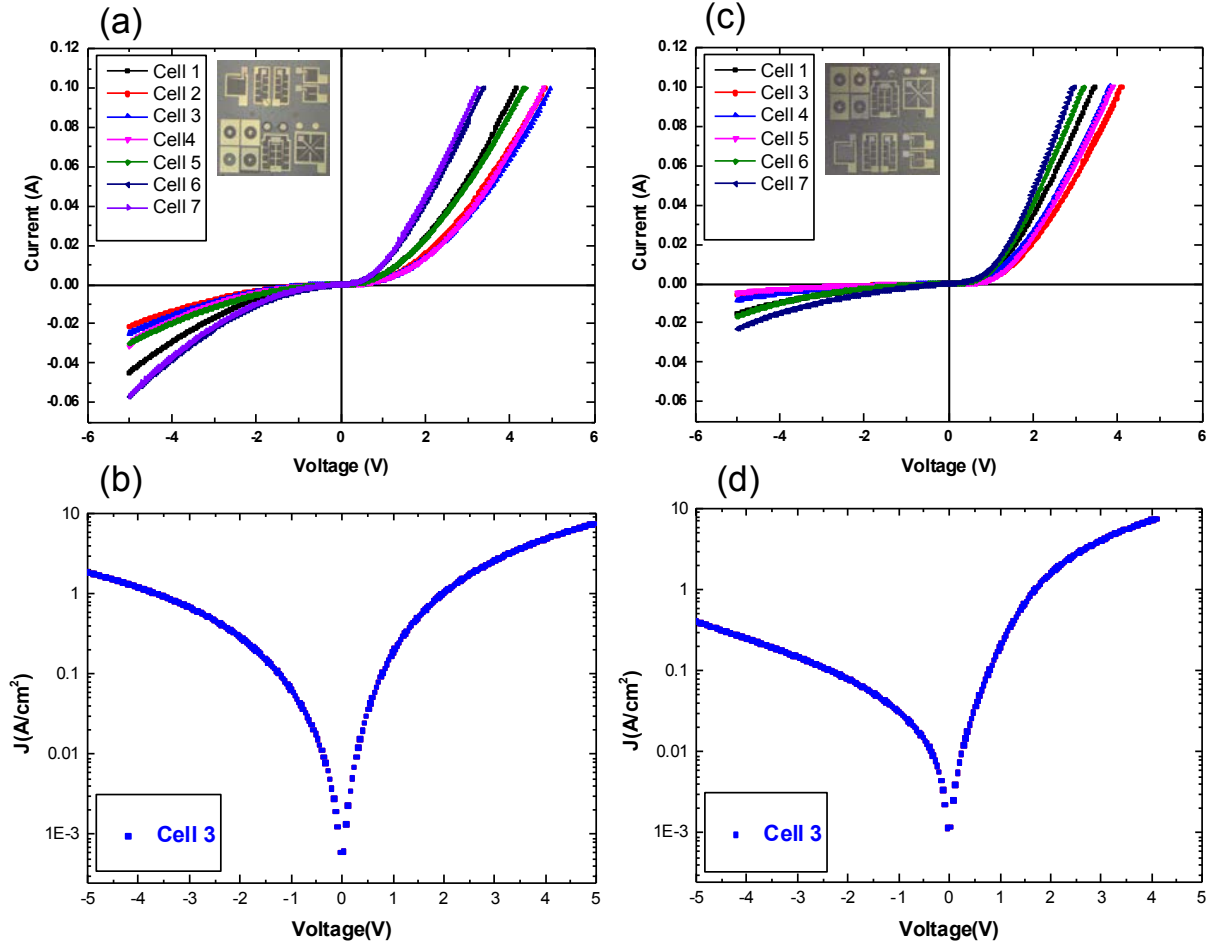 (a)
0.12
0.10
0.08
0.06
0.04
0.02
0.00
-0.02
-0.04
-0.06
Current (A)
Cell 1
Cell 2
Cell 3
Cell4
Cell 5
Cell 6
Cell 7
-6
-4
-2
0
2
4
6
Voltage (V)
(c)
0.12
0.10
0.08
0.06
0.04
0.02
0.00
-0.02
-0.04
-0.06
Current (A)
Cell 1
Cell 3
Cell 4
Cell 5
Cell 6
Cell 7
-6
-4
-2
0
2
4
6
Voltage (V)
(b)
10
1
0.1
0.01
1E-3
J(A/cm²)
Cell 3
-5
-4
-3
-2
-1
0
1
2
3
4
5
Voltage(V)
(d)
10
1
0.1
0.01
1E-3
J(A/cm²)
Cell 3
-5
-4
-3
-2
-1
0
1
2
3
4
5
Voltage(V)